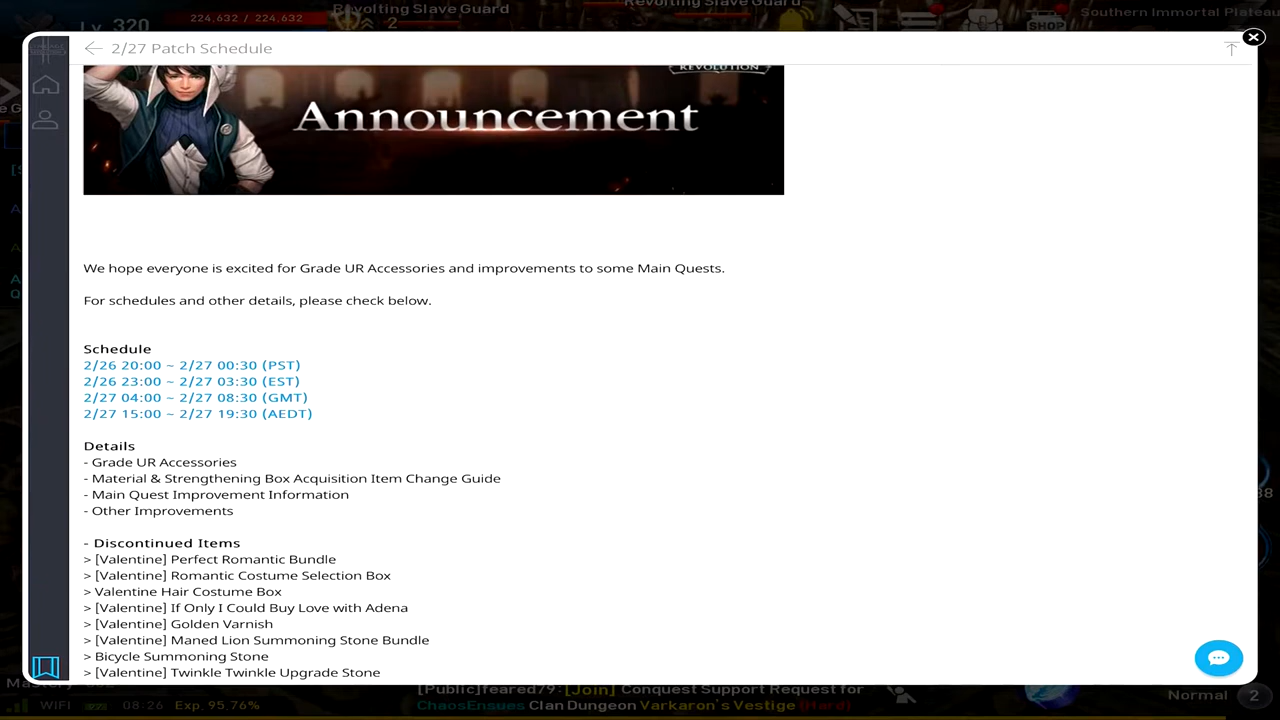 Revolting Slave Guard
Revolting Slave Guard
Lv. 320
224,632 / 224,632
2
SHOP
Southern Immortal Plateau
← 2/27 Patch Schedule
REVOLUTION
Announcement
We hope everyone is excited for Grade UR Accessories and improvements to some Main Quests.
For schedules and other details, please check below.
Schedule
2/26 20:00 ~ 2/27 00:30 (PST)
2/26 23:00 ~ 2/27 03:30 (EST)
2/27 04:00 ~ 2/27 08:30 (GMT)
2/27 15:00 ~ 2/27 19:30 (AEDT)
Details
- Grade UR Accessories
- Material & Strengthening Box Acquisition Item Change Guide
- Main Quest Improvement Information
- Other Improvements
- Discontinued Items
> [Valentine] Perfect Romantic Bundle
> [Valentine] Romantic Costume Selection Box
> Valentine Hair Costume Box
> [Valentine] If Only I Could Buy Love with Adena
> [Valentine] Golden Varnish
> [Valentine] Maned Lion Summoning Stone Bundle
> Bicycle Summoning Stone
> [Valentine] Twinkle Twinkle Upgrade Stone
[Public]feared79: [Join] Conquest Support Request for
ChaosEnsues Clan Dungeon Varkaron's Vestige (Hard)
WIFI
08:26
Exp. 95.76%
Normal
2